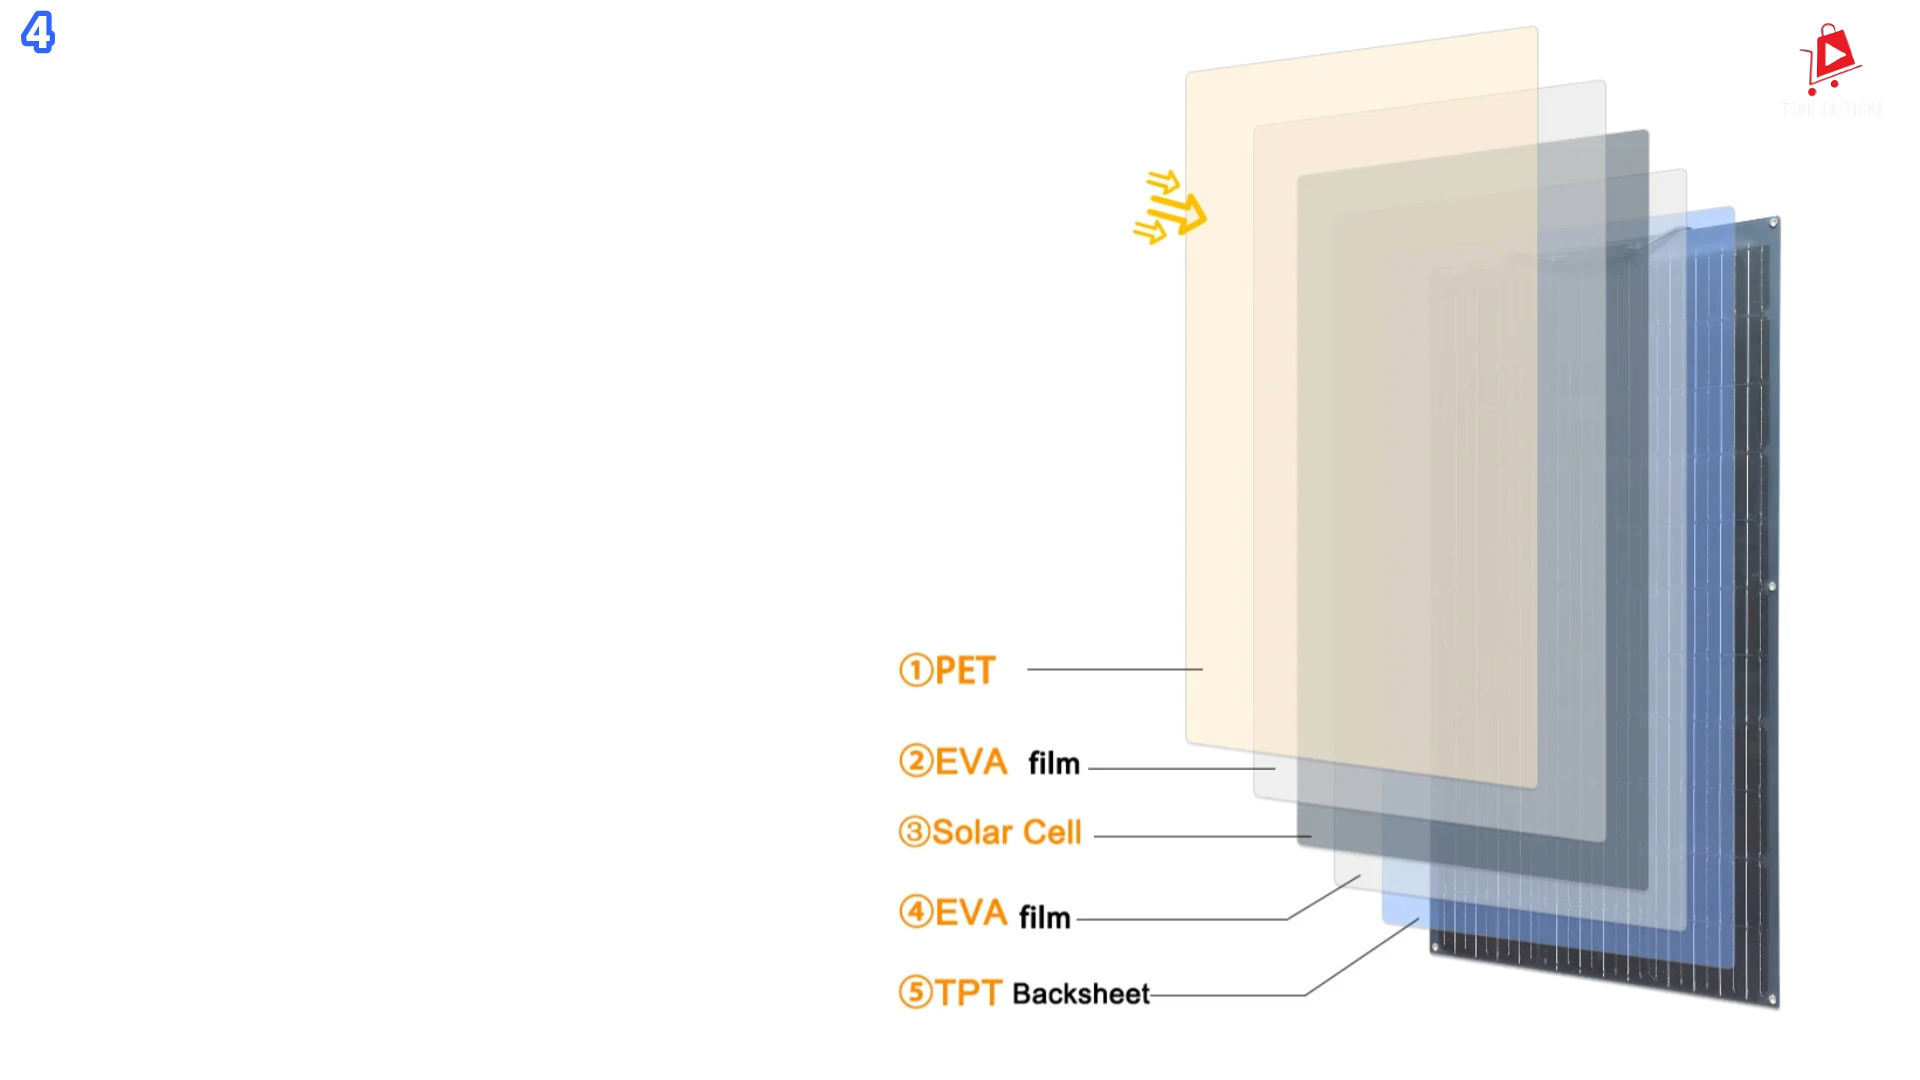 4
①PET
②EVA film
③Solar Cell
④EVA film
⑤TPT Backsheet